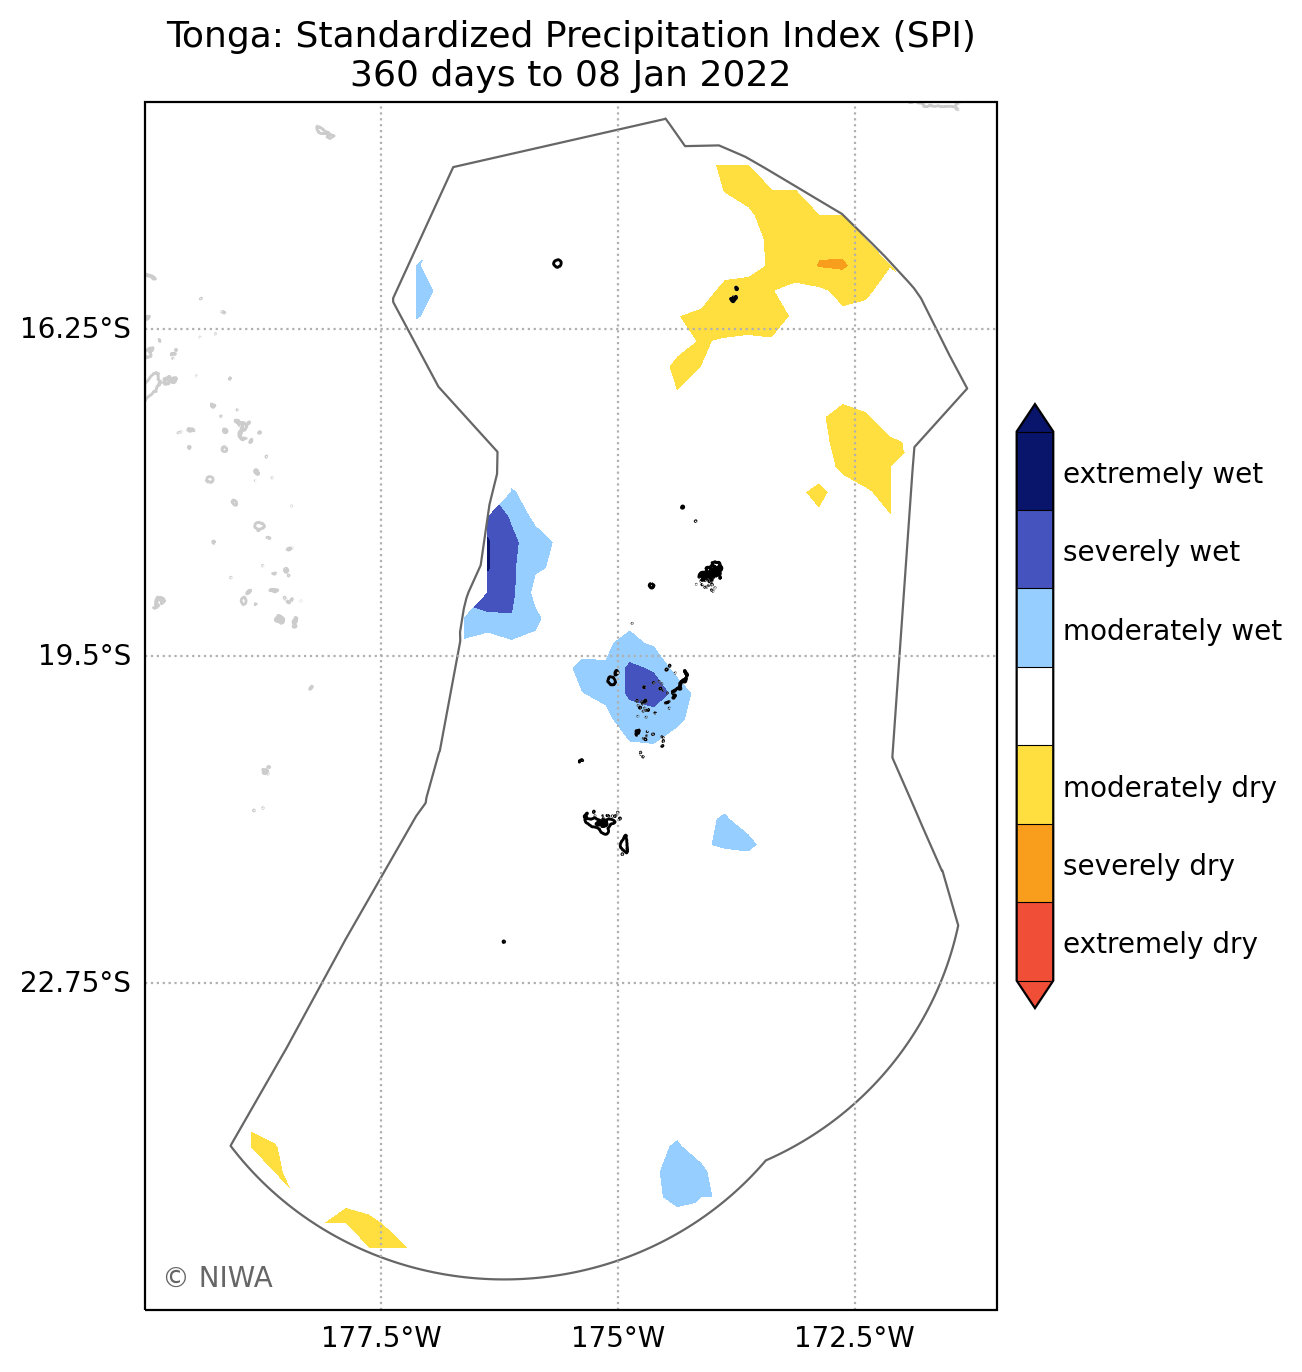 Tonga: Standardized Precipitation Index (SPI)
360 days to 08 Jan 2022
16.25°S
19.5°S
22.75°S
177.5°W
175°W
172.5°W
extremely wet
severely wet
moderately wet
moderately dry
severely dry
extremely dry
© NIWA